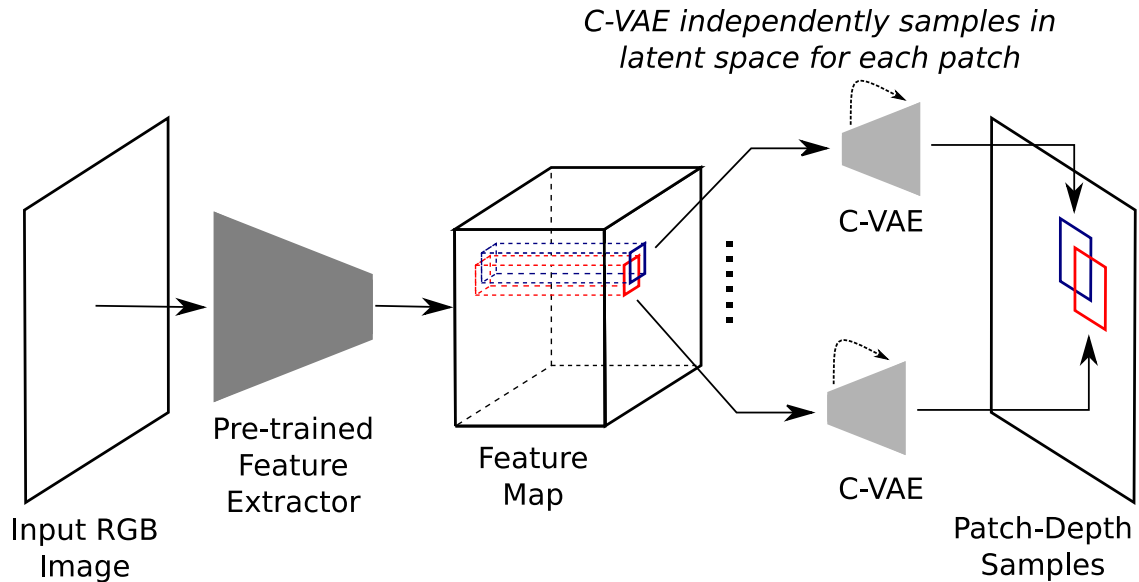 C-VAE independently samples in
latent space for each patch
C-VAE
Pre-trained
Feature
Extractor
Feature
Map
C-VAE
Input RGB
Image
Patch-Depth
Samples